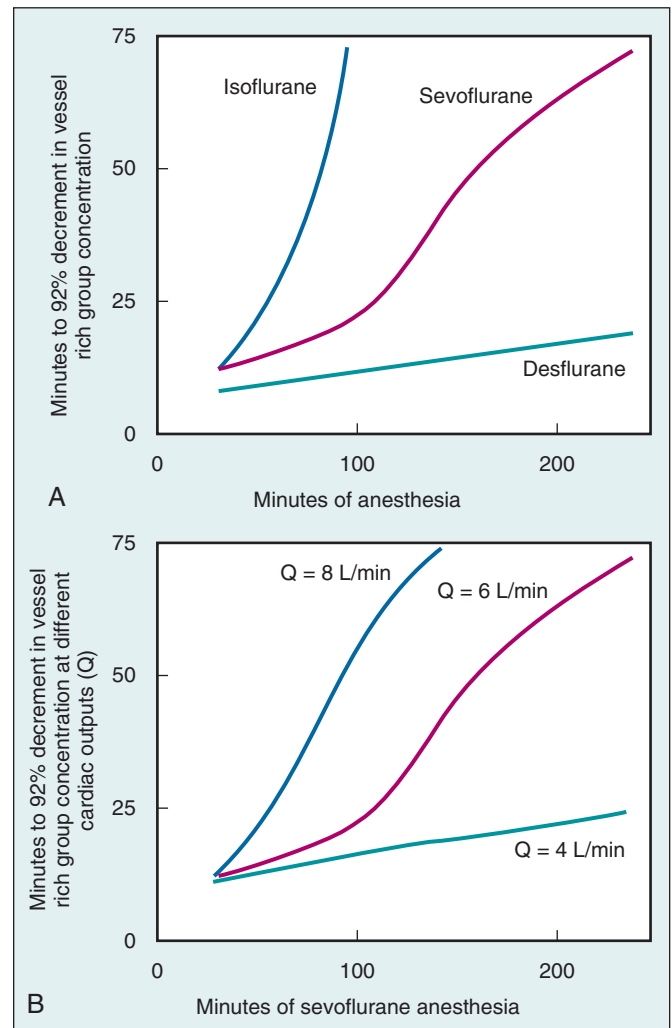 75
50
25
0
Minutes to 92% decrement in vessel
rich group concentration
Isoflurane
Sevoflurane
Desflurane
0
100
200
A
Minutes of anesthesia
75
50
25
0
Minutes to 92% decrement in vessel
rich group concentration at different
cardiac outputs (Q)
Q = 8 L/min
Q = 6 L/min
Q = 4 L/min
0
100
200
B
Minutes of sevoflurane anesthesia